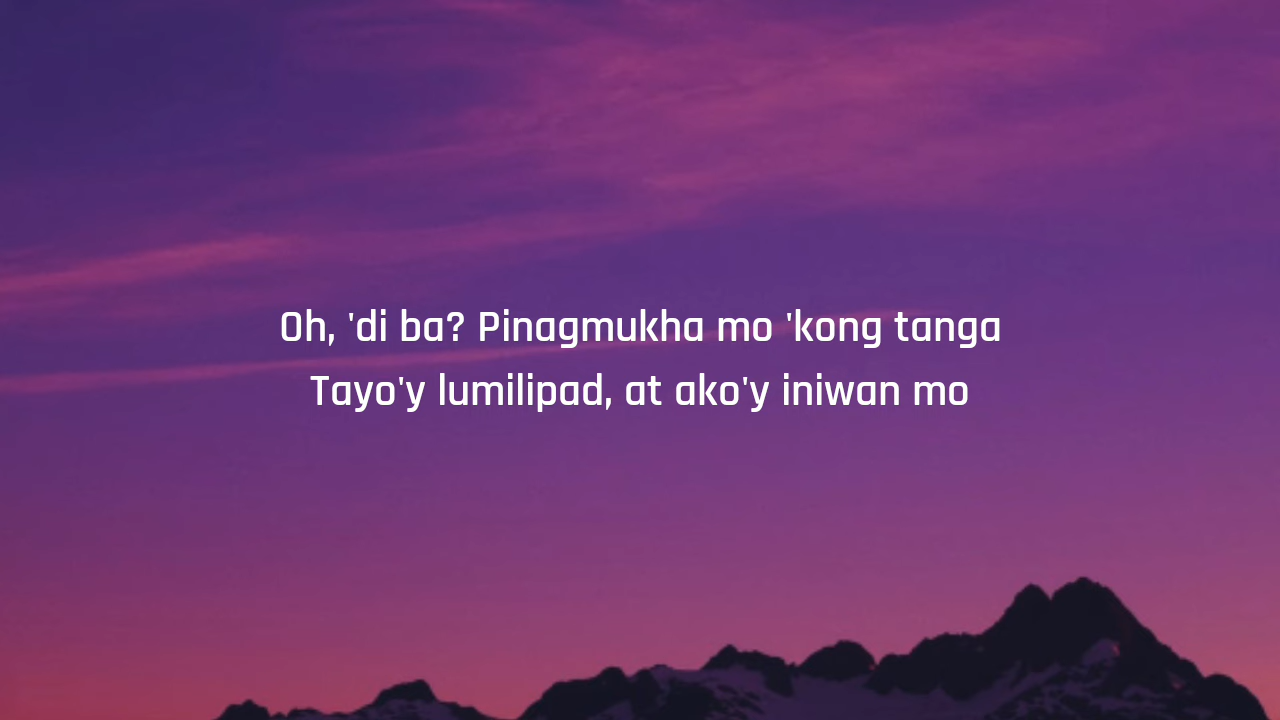 Oh, 'di ba? Pinagmukha mo 'kong tanga
Tayo'y lumilipad, at ako'y iniwan mo